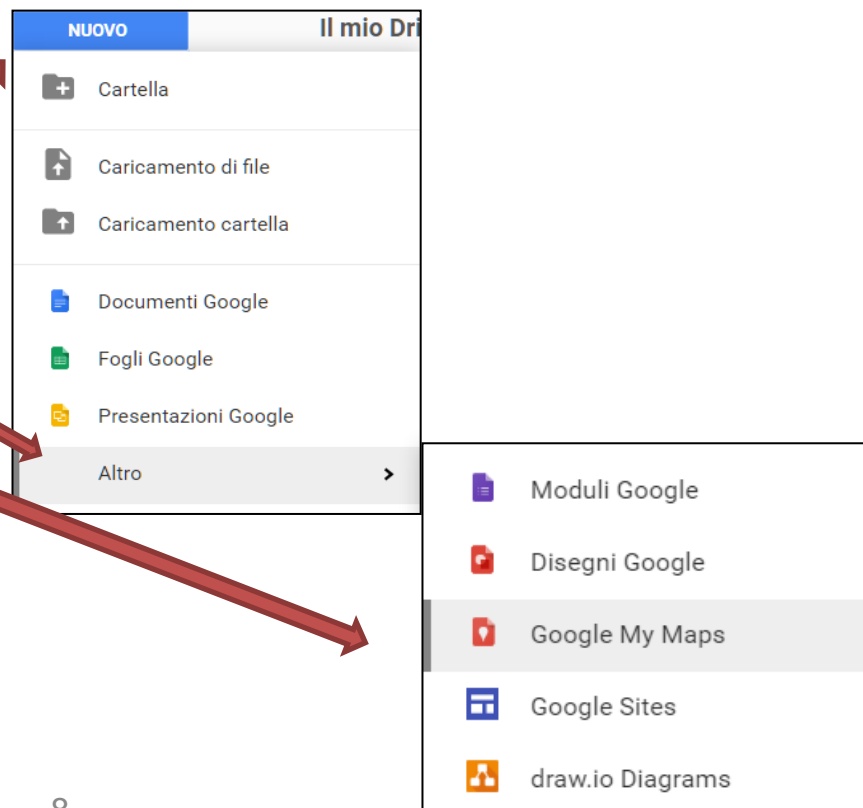 NUOVO
Il mio Dri
Cartella
Caricamento di file
Caricamento cartella
Documenti Google
Fogli Google
Presentazioni Google
Altro
Moduli Google
Disegni Google
Google My Maps
Google Sites
draw.io Diagrams